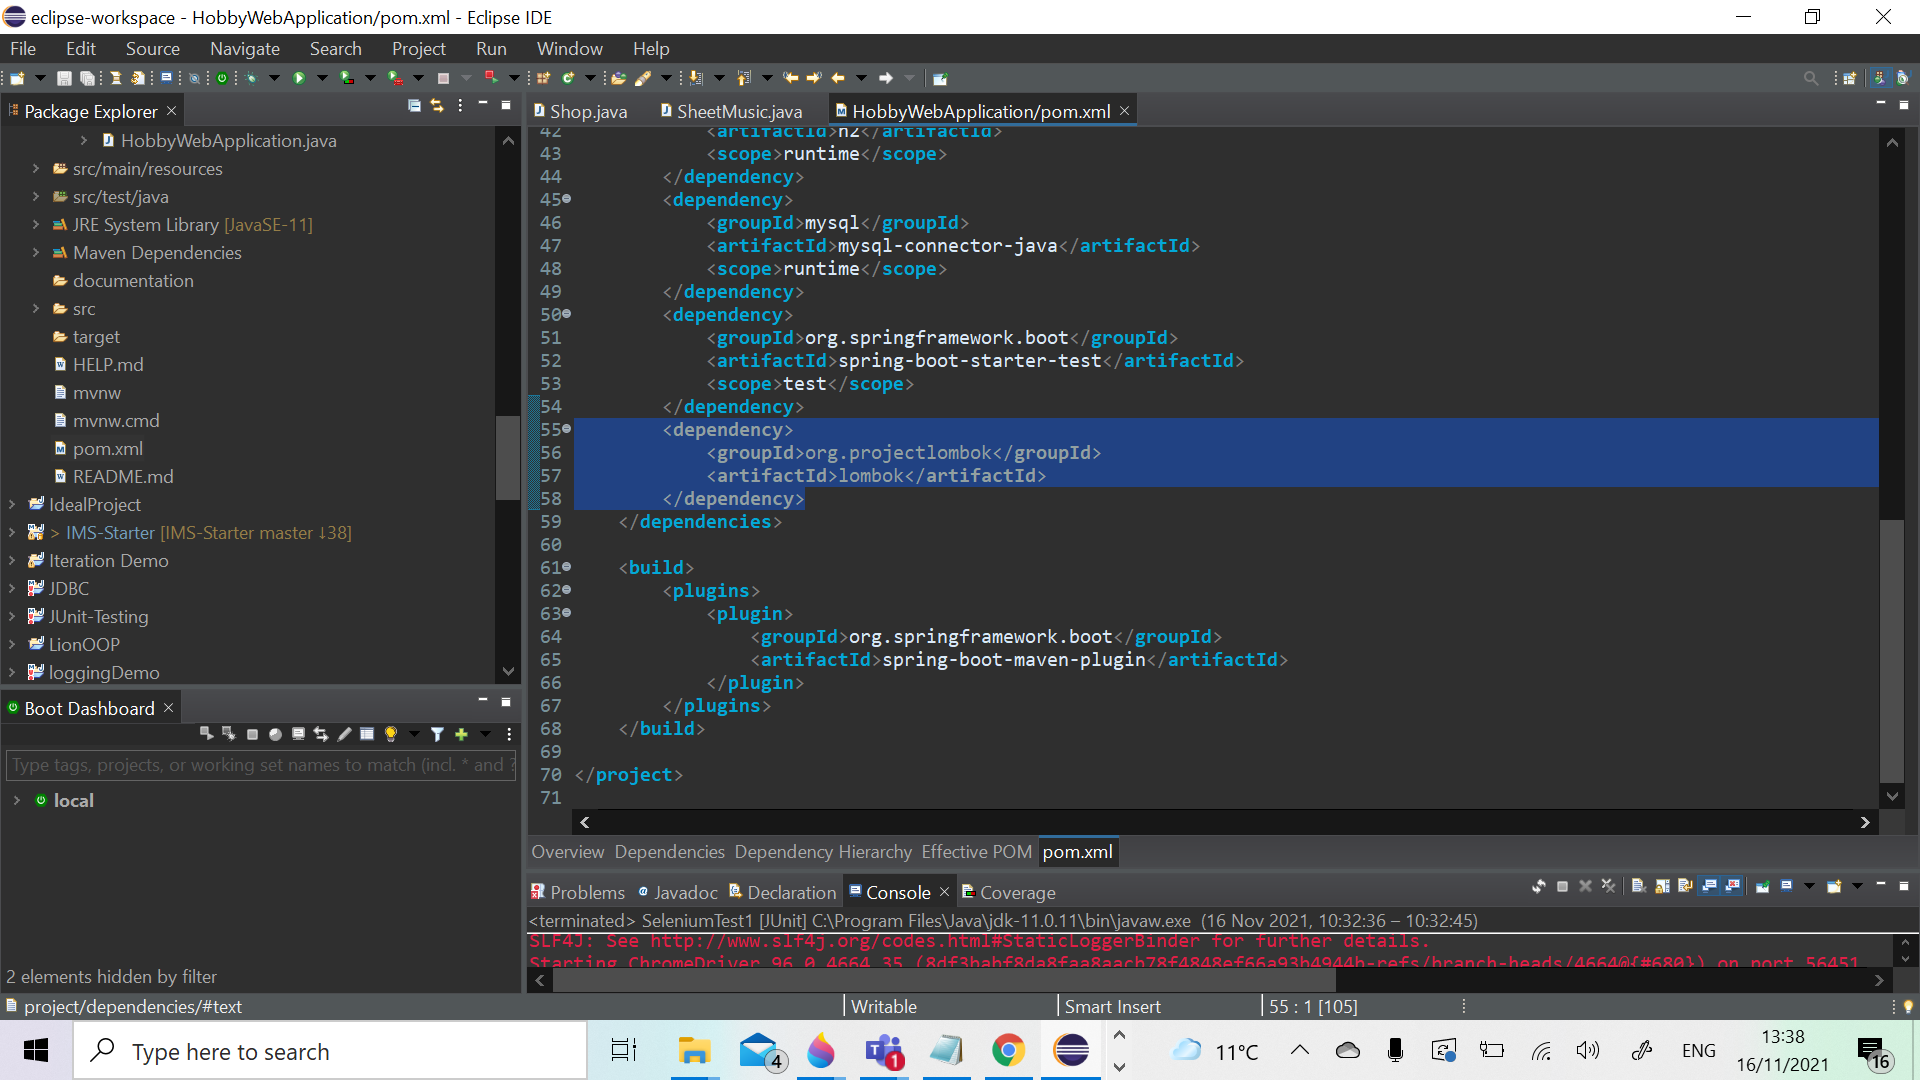 eclipse-workspace - HobbyWebApplication/pom.xml - Eclipse IDE
File Edit Source Navigate Search Project Run Window Help
Package Explorer
HobbyWebApplication.java
src/main/resources
src/test/java
JRE System Library [JavaSE-11]
Maven Dependencies
documentation
src
target
HELP.md
mvnw
mvnw.cmd
pom.xml
README.md
IdealProject
> IMS-Starter [IMS-Starter master ↓38]
Iteration Demo
JDBC
JUnit-Testing
LionOOP
loggingDemo
Boot Dashboard
Type tags, projects, or working set names to match (incl. * and ?
local
2 elements hidden by filter
Shop.java SheetMusic.java HobbyWebApplication/pom.xml
42 <artifactId>h2</artifactId>
43 <scope>runtime</scope>
44 </dependency>
45 <dependency>
46 <groupId>mysql</groupId>
47 <artifactId>mysql-connector-java</artifactId>
48 <scope>runtime</scope>
49 </dependency>
50 <dependency>
51 <groupId>org.springframework.boot</groupId>
52 <artifactId>spring-boot-starter-test</artifactId>
53 <scope>test</scope>
54 </dependency>
55 <dependency>
56 <groupId>org.projectlombok</groupId>
57 <artifactId>lombok</artifactId>
58 </dependency>
59 </dependencies>
60
61 <build>
62 <plugins>
63 <plugin>
64 <groupId>org.springframework.boot</groupId>
65 <artifactId>spring-boot-maven-plugin</artifactId>
66 </plugin>
67 </plugins>
68 </build>
69
70 </project>
71
Overview Dependencies Dependency Hierarchy Effective POM pom.xml
Problems Javadoc Declaration Console Coverage
<terminated> SeleniumTest1 [JUnit] C:\Program Files\Java\jdk-11.0.11\bin\javaw.exe (16 Nov 2021, 10:32:36 – 10:32:45)
SLF4J: See http://www.slf4j.org/codes.html#StaticLoggerBinder for further details.
Starting ChromeDriver 96.0.4664.35 on port 56451
project/dependencies/#text Writable Smart Insert 55 : 1 [105]
Type here to search
4
1
11°C
ENG
13:38
16/11/2021
16